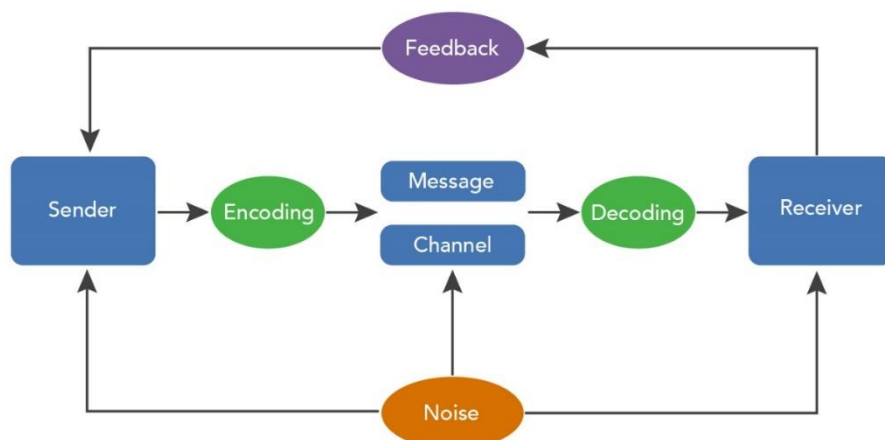 Feedback
Sender
Encoding
Message
Channel
Decoding
Receiver
Noise